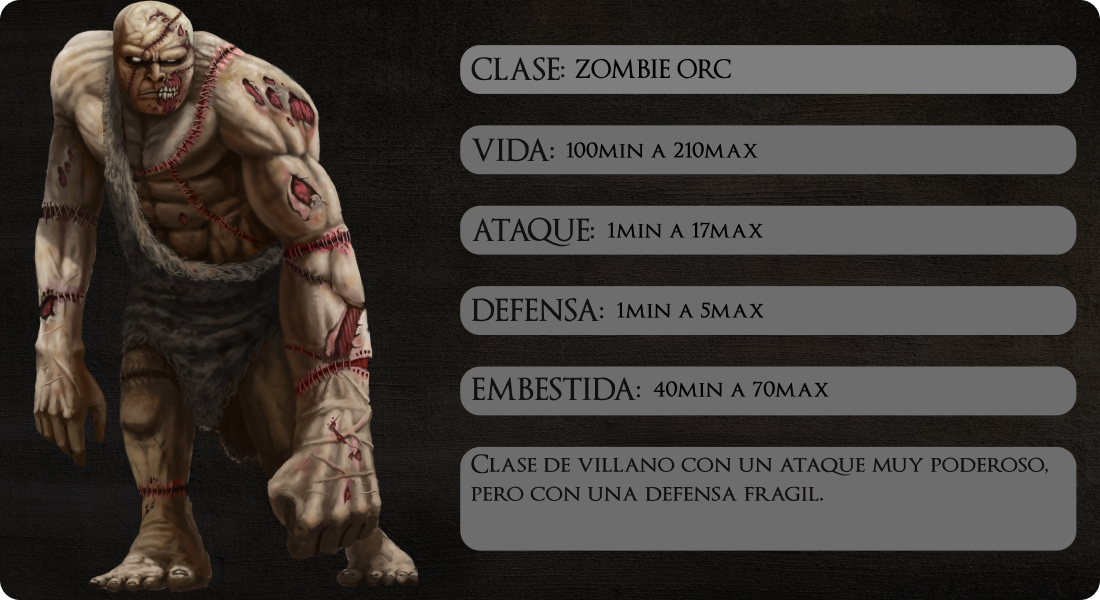 CLASE: ZOMBIE ORC
VIDA: 100MIN A 210MAX
ATAQUE: 1MIN A 17MAX
DEFENSA: 1MIN A 5MAX
EMBESTIDA: 40MIN A 70MAX
CLASE DE VILLANO CON UN ATAQUE MUY PODEROSO,
PERO CON UNA DEFENSA FRAGIL.